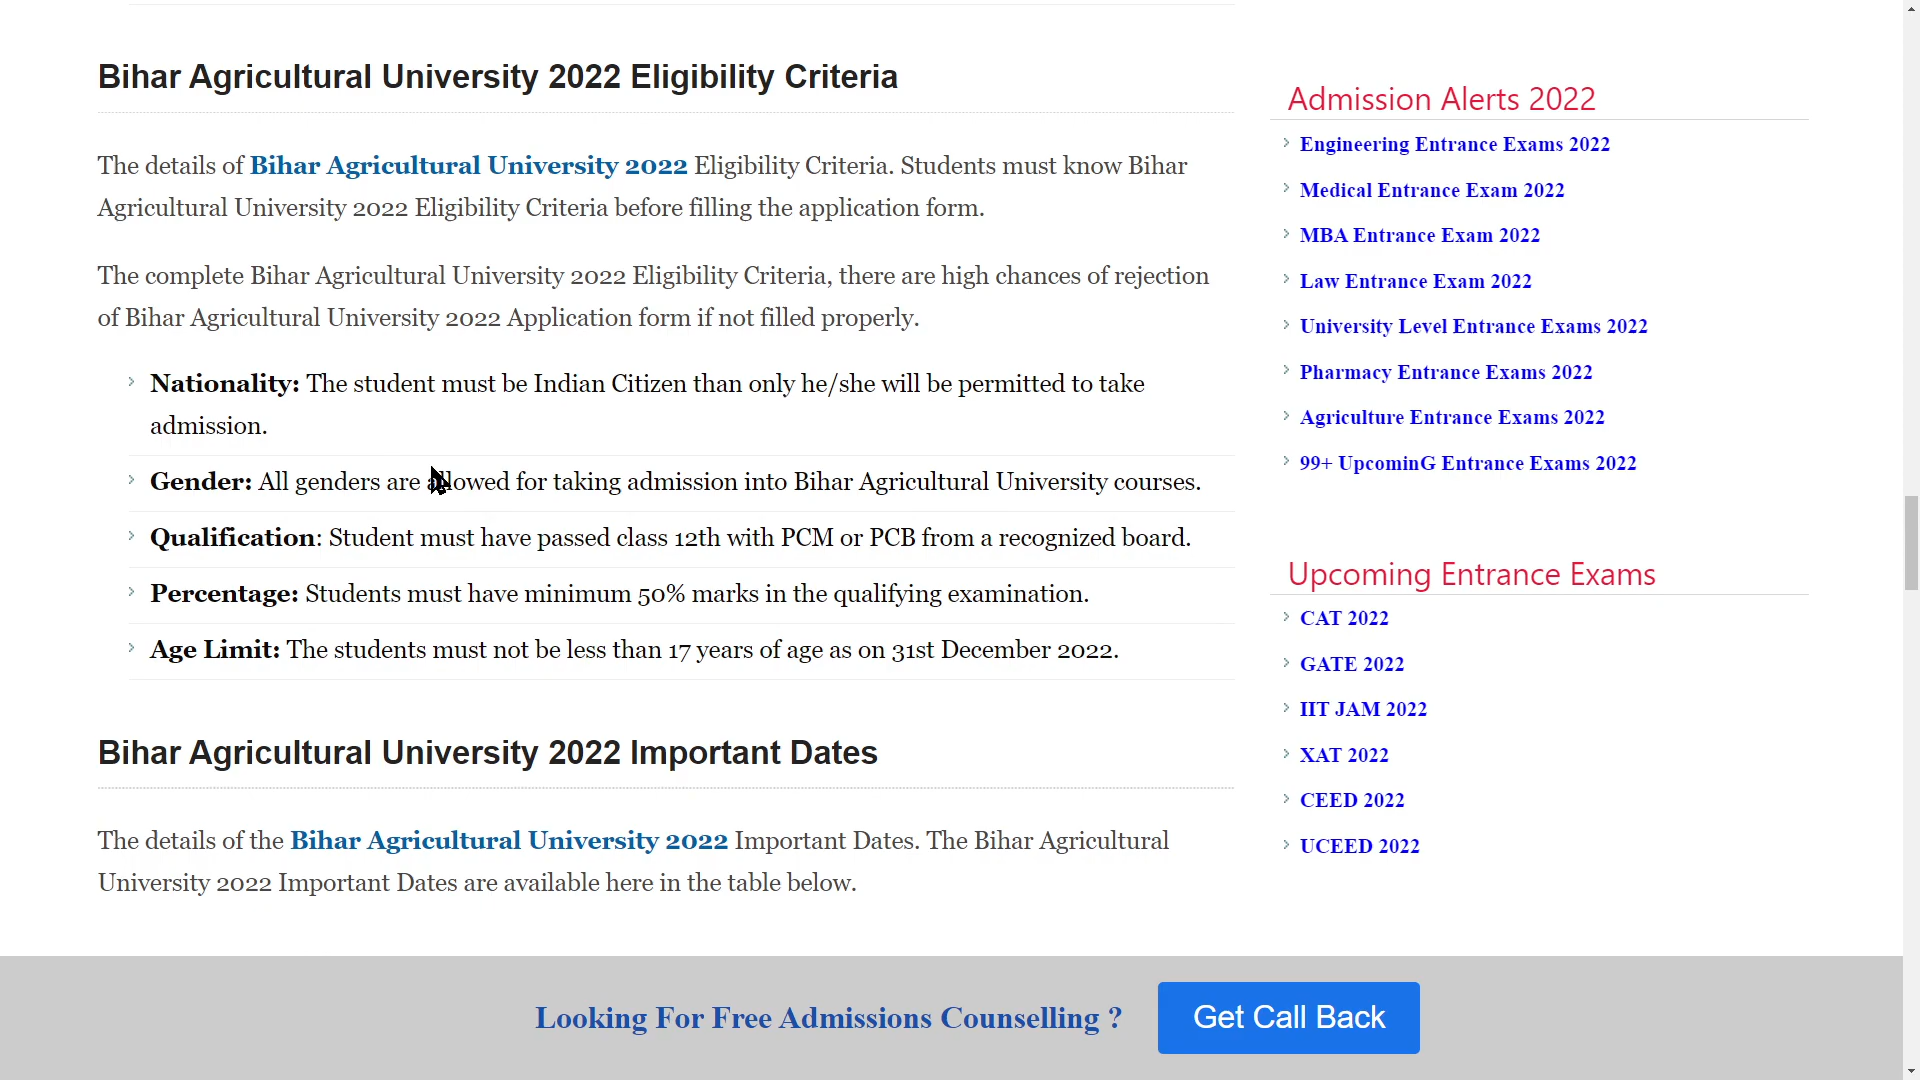 Bihar Agricultural University 2022 Eligibility Criteria
The details of Bihar Agricultural University 2022 Eligibility Criteria. Students must know Bihar
Agricultural University 2022 Eligibility Criteria before filling the application form.
The complete Bihar Agricultural University 2022 Eligibility Criteria, there are high chances of rejection
of Bihar Agricultural University 2022 Application form if not filled properly.
Nationality: The student must be Indian Citizen than only he/she will be permitted to take
admission.
Gender: All genders are allowed for taking admission into Bihar Agricultural University courses.
Qualification: Student must have passed class 12th with PCM or PCB from a recognized board.
Percentage: Students must have minimum 50% marks in the qualifying examination.
Age Limit: The students must not be less than 17 years of age as on 31st December 2022.
Bihar Agricultural University 2022 Important Dates
The details of the Bihar Agricultural University 2022 Important Dates. The Bihar Agricultural
University 2022 Important Dates are available here in the table below.
Admission Alerts 2022
Engineering Entrance Exams 2022
Medical Entrance Exam 2022
MBA Entrance Exam 2022
Law Entrance Exam 2022
University Level Entrance Exams 2022
Pharmacy Entrance Exams 2022
Agriculture Entrance Exams 2022
99+ UpcominG Entrance Exams 2022
Upcoming Entrance Exams
CAT 2022
GATE 2022
IIT JAM 2022
XAT 2022
CEED 2022
UCEED 2022
Looking For Free Admissions Counselling ?
Get Call Back